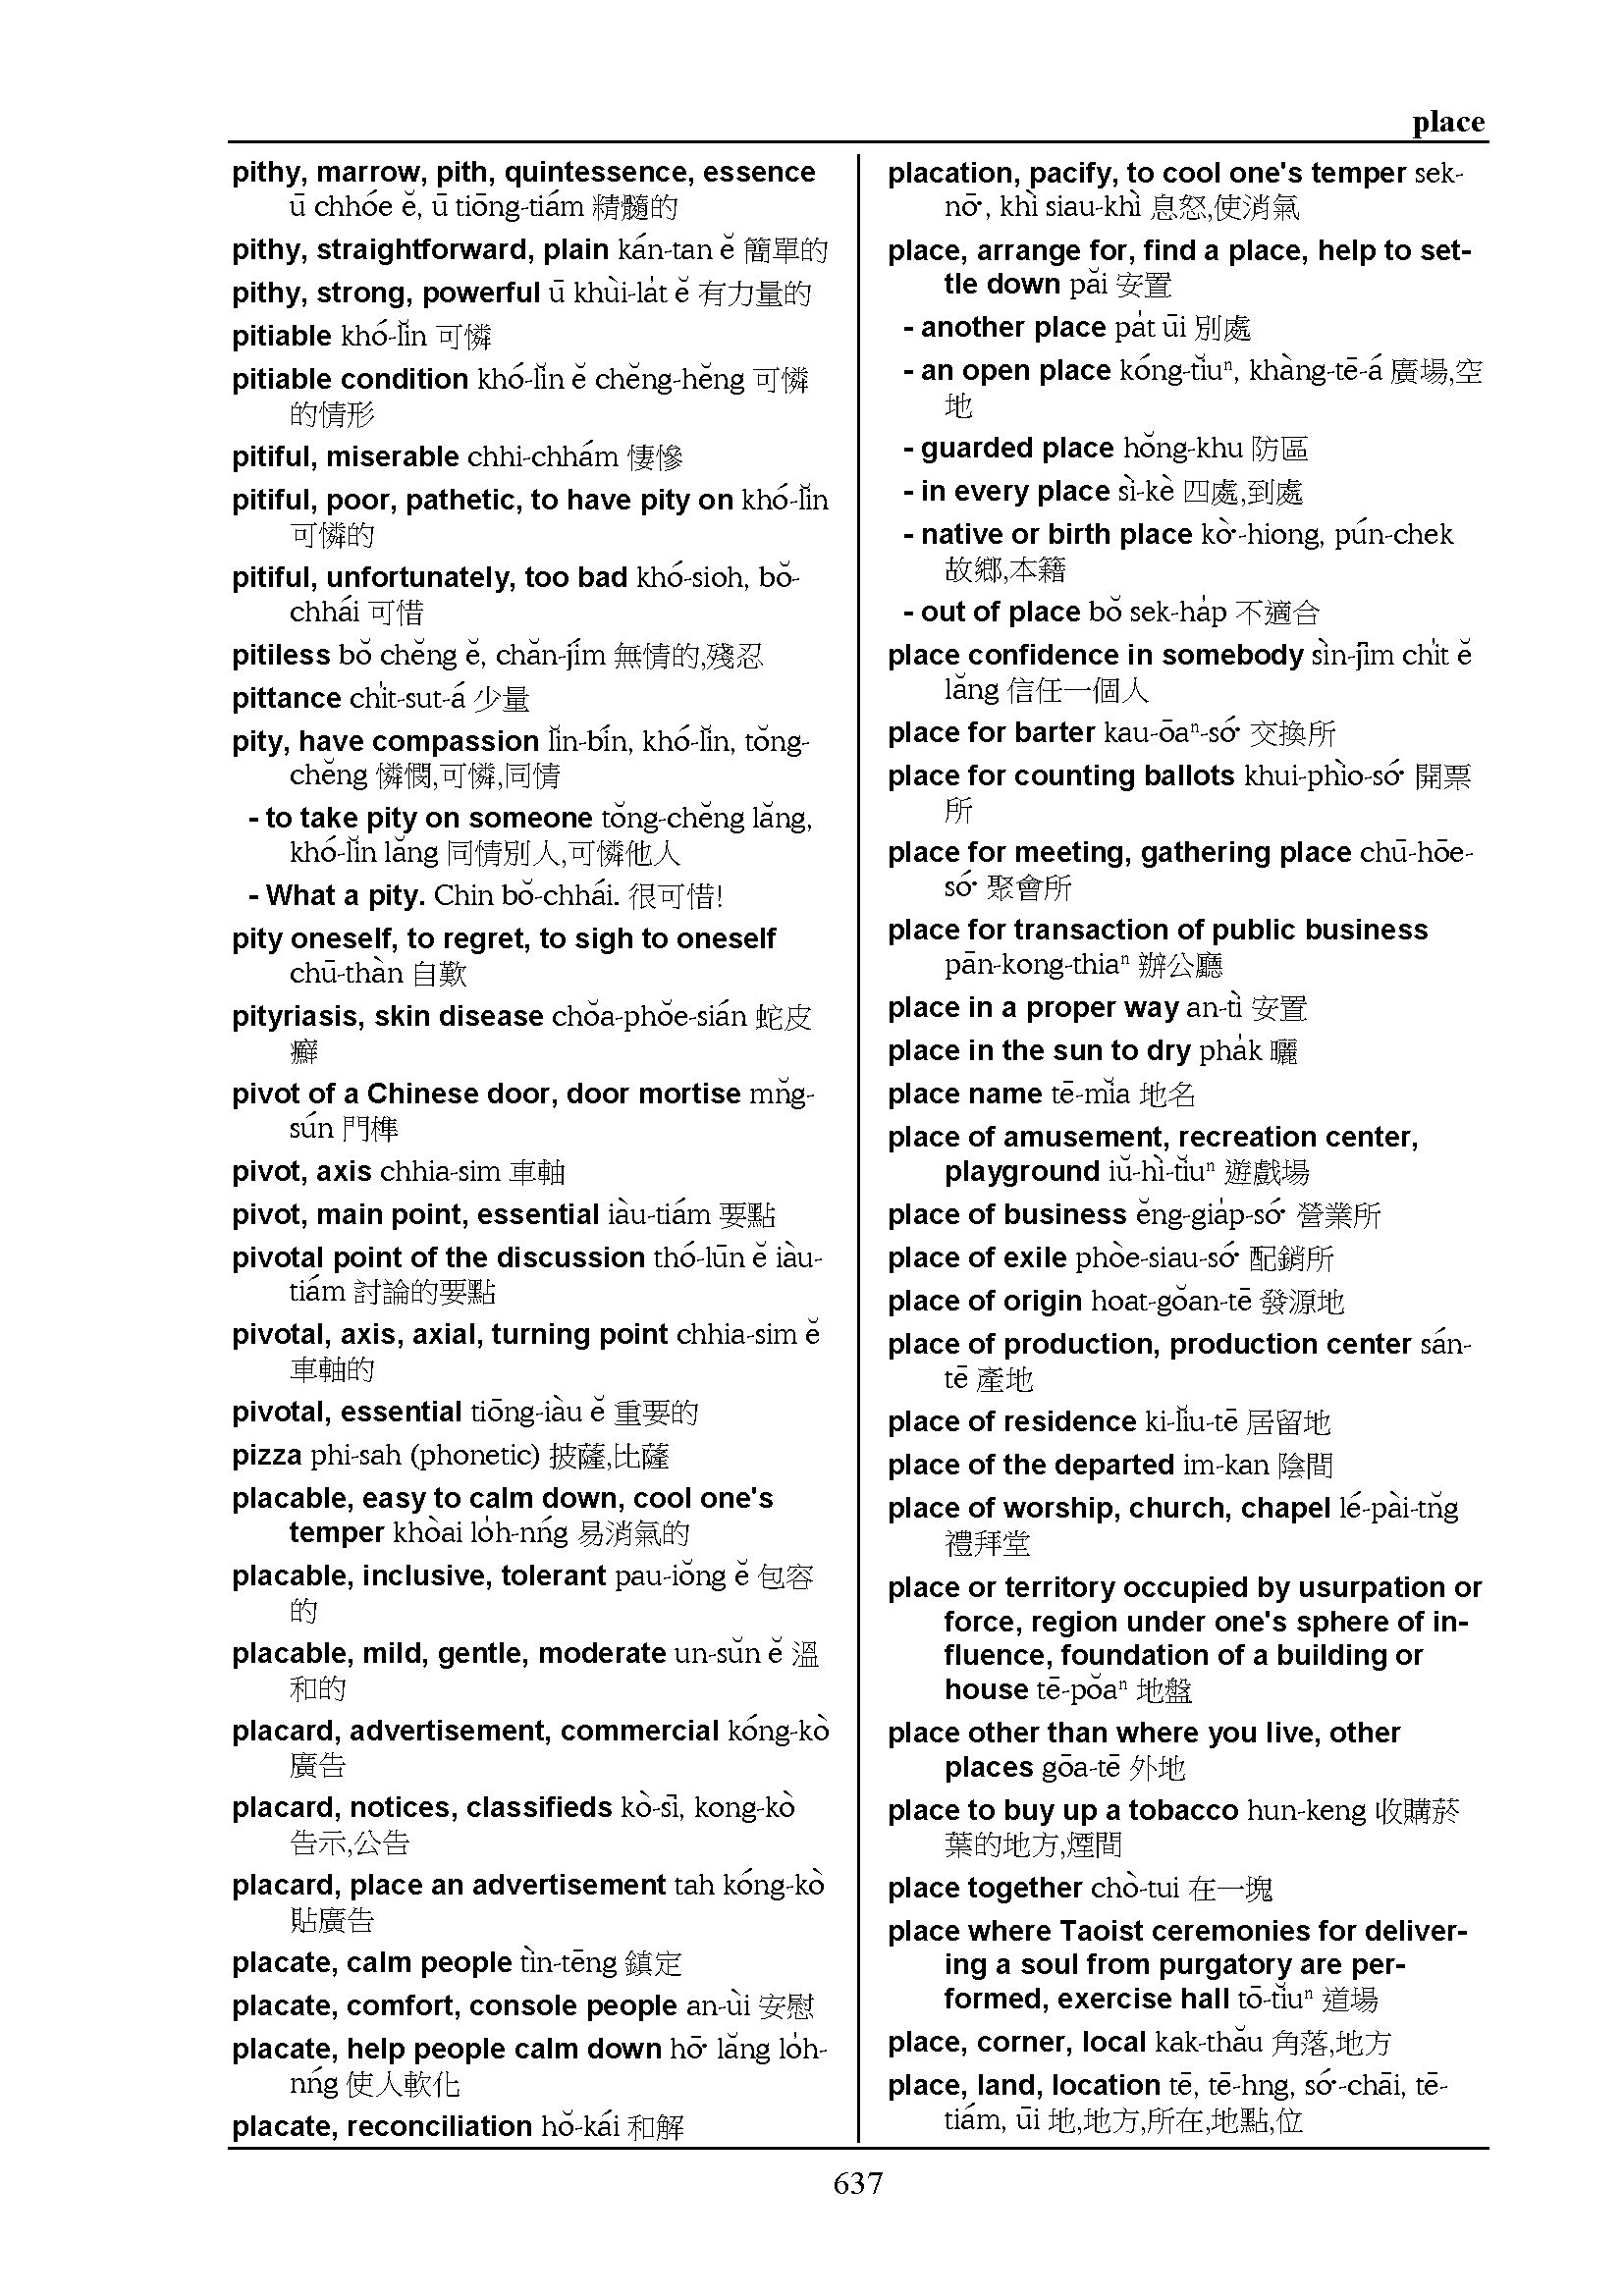 place
pithy, marrow, pith, quintessence, essence
ū chhóe ĕ, ū tiōng-tiám 精髓的
pithy, straightforward, plain kán-tan ĕ 簡單的
pithy, strong, powerful ū khùi-la̍t ĕ 有力量的
pitiable khó-lĭn 可憐
pitiable condition khó-lĭn ĕ chĕng-hĕng 可憐
的情形
pitiful, miserable chhi-chhám 悽慘
pitiful, poor, pathetic, to have pity on khó-lĭn
可憐的
pitiful, unfortunately, too bad khó-sioh, bŏ-
chhái 可惜
pitiless bŏ chĕng ĕ, chăn-jím 無情的,殘忍
pittance chi̍t-sut-á 少量
pity, have compassion lĭn-bín, khó-lĭn, tŏng-
chĕng 憐憫,可憐,同情
- to take pity on someone tŏng-chĕng lăng,
khó-lĭn lăng 同情別人,可憐他人
- What a pity. Chin bŏ-chhái. 很可惜!
pity oneself, to regret, to sigh to oneself
chū-thàn 自歎
pityriasis, skin disease chŏa-phŏe-sián 蛇皮
癬
pivot of a Chinese door, door mortise mn̆g-
sún 門榫
pivot, axis chhia-sim 車軸
pivot, main point, essential iàu-tiám 要點
pivotal point of the discussion thó-lūn ĕ iàu-
tiám 討論的要點
pivotal, axis, axial, turning point chhia-sim ĕ
車軸的
pivotal, essential tiōng-iàu ĕ 重要的
pizza phi-sah (phonetic) 披薩,比薩
placable, easy to calm down, cool one's
temper khòai lo̍h-nńg 易消氣的
placable, inclusive, tolerant pau-iŏng ĕ 包容
的
placable, mild, gentle, moderate un-sŭn ĕ 溫
和的
placard, advertisement, commercial kóng-kò
廣告
placard, notices, classifieds kò-sī, kong-kò
告示,公告
placard, place an advertisement tah kóng-kò
貼廣告
placate, calm people tìn-tēng 鎮定
placate, comfort, console people an-ùi 安慰
placate, help people calm down hō͘ lăng lo̍h-
nńg 使人軟化
placate, reconciliation hŏ-kái 和解
placation, pacify, to cool one's temper sek-
nō͘, khì siau-khì 息怒,使消氣
place, arrange for, find a place, help to set-
tle down păi 安置
- another place pa̍t ūi 別處
- an open place kóng-tĭuⁿ, khàng-tē-á 廣場,空
地
- guarded place hŏng-khu 防區
- in every place sì-kè 四處,到處
- native or birth place kò͘-hiong, pún-chek
故鄉,本籍
- out of place bŏ sek-ha̍p 不適合
place confidence in somebody sìn-jīm chi̍t ĕ
lăng 信任一個人
place for barter kau-ōaⁿ-só͘ 交換所
place for counting ballots khui-phìo-só͘ 開票
所
place for meeting, gathering place chū-hōe-
só͘ 聚會所
place for transaction of public business
pān-kong-thiaⁿ 辦公廳
place in a proper way an-tì 安置
place in the sun to dry pha̍k 曬
place name tē-mĭa 地名
place of amusement, recreation center,
playground iŭ-hì-tĭuⁿ 遊戲場
place of business ĕng-gia̍p-só͘ 營業所
place of exile phòe-siau-só͘ 配銷所
place of origin hoat-gŏan-tē 發源地
place of production, production center sán-
tē 產地
place of residence ki-lĭu-tē 居留地
place of the departed im-kan 陰間
place of worship, church, chapel lé-pài-tn̆g
禮拜堂
place or territory occupied by usurpation or
force, region under one's sphere of in-
fluence, foundation of a building or
house tē-pŏaⁿ 地盤
place other than where you live, other
places gōa-tē 外地
place to buy up a tobacco hun-keng 收購菸
葉的地方,煙間
place together chò-tui 在一塊
place where Taoist ceremonies for deliver-
ing a soul from purgatory are per-
formed, exercise hall tō-tĭuⁿ 道場
place, corner, local kak-thău 角落,地方
place, land, location tē, tē-hng, só͘-chāi, tē-
tiám, ūi 地,地方,所在,地點,位
637